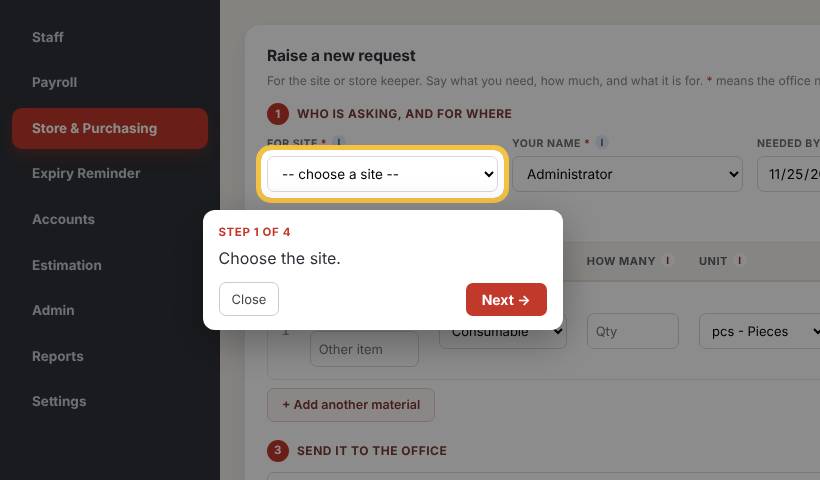 Staff
Payroll
Store & Purchasing
Expiry Reminder
Accounts
Estimation
Admin
Reports
Settings
Raise a new request
For the site or store keeper. Say what you need, how much, and what it is for. * means the office
1 WHO IS ASKING, AND FOR WHERE
FOR SITE * I YOUR NAME * I NEEDED BY
-- choose a site -- Administrator 11/25/20
STEP 1 OF 4
Choose the site.
Close Next →
HOW MANY I UNIT I
1 Consumable Qty pcs - Pieces
Other item
+ Add another material
3 SEND IT TO THE OFFICE